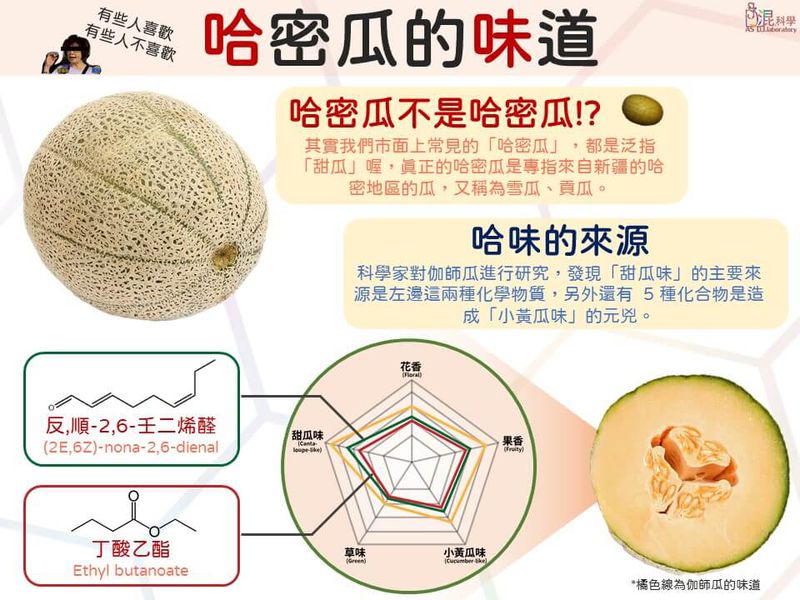 有些人喜歡
有些人不喜歡
哈密瓜的味道
混科學
AS U:Laboratory
哈密瓜不是哈密瓜!?
其實我們市面上常見的「哈密瓜」，都是泛指
「甜瓜」喔，真正的哈密瓜是專指來自新疆的哈
密地區的瓜，又稱為雪瓜、貢瓜。
哈味的來源
科學家對伽師瓜進行研究，發現「甜瓜味」的主要來
源是左邊這兩種化學物質，另外還有 5 種化合物是造
成「小黃瓜味」的元兇。
O
反,順-2,6-壬二烯醛
(2E,6Z)-nona-2,6-dienal
O
O
丁酸乙酯
Ethyl butanoate
花香
(Floral)
甜瓜味
(Canta-
loupe-like)
果香
(Fruity)
草味
(Green)
小黃瓜味
(Cucumber-like)
*橘色線為伽師瓜的味道